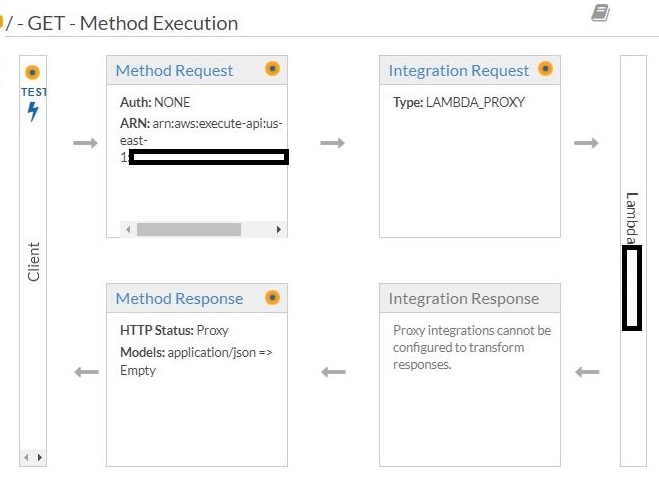 / - GET - Method Execution
TEST
Client
Method Request
Auth: NONE
ARN: arn:aws:execute-api:us-
east-
1:
Integration Request
Type: LAMBDA_PROXY
Lambda
Method Response
HTTP Status: Proxy
Models: application/json =>
Empty
Integration Response
Proxy integrations cannot be
configured to transform
responses.